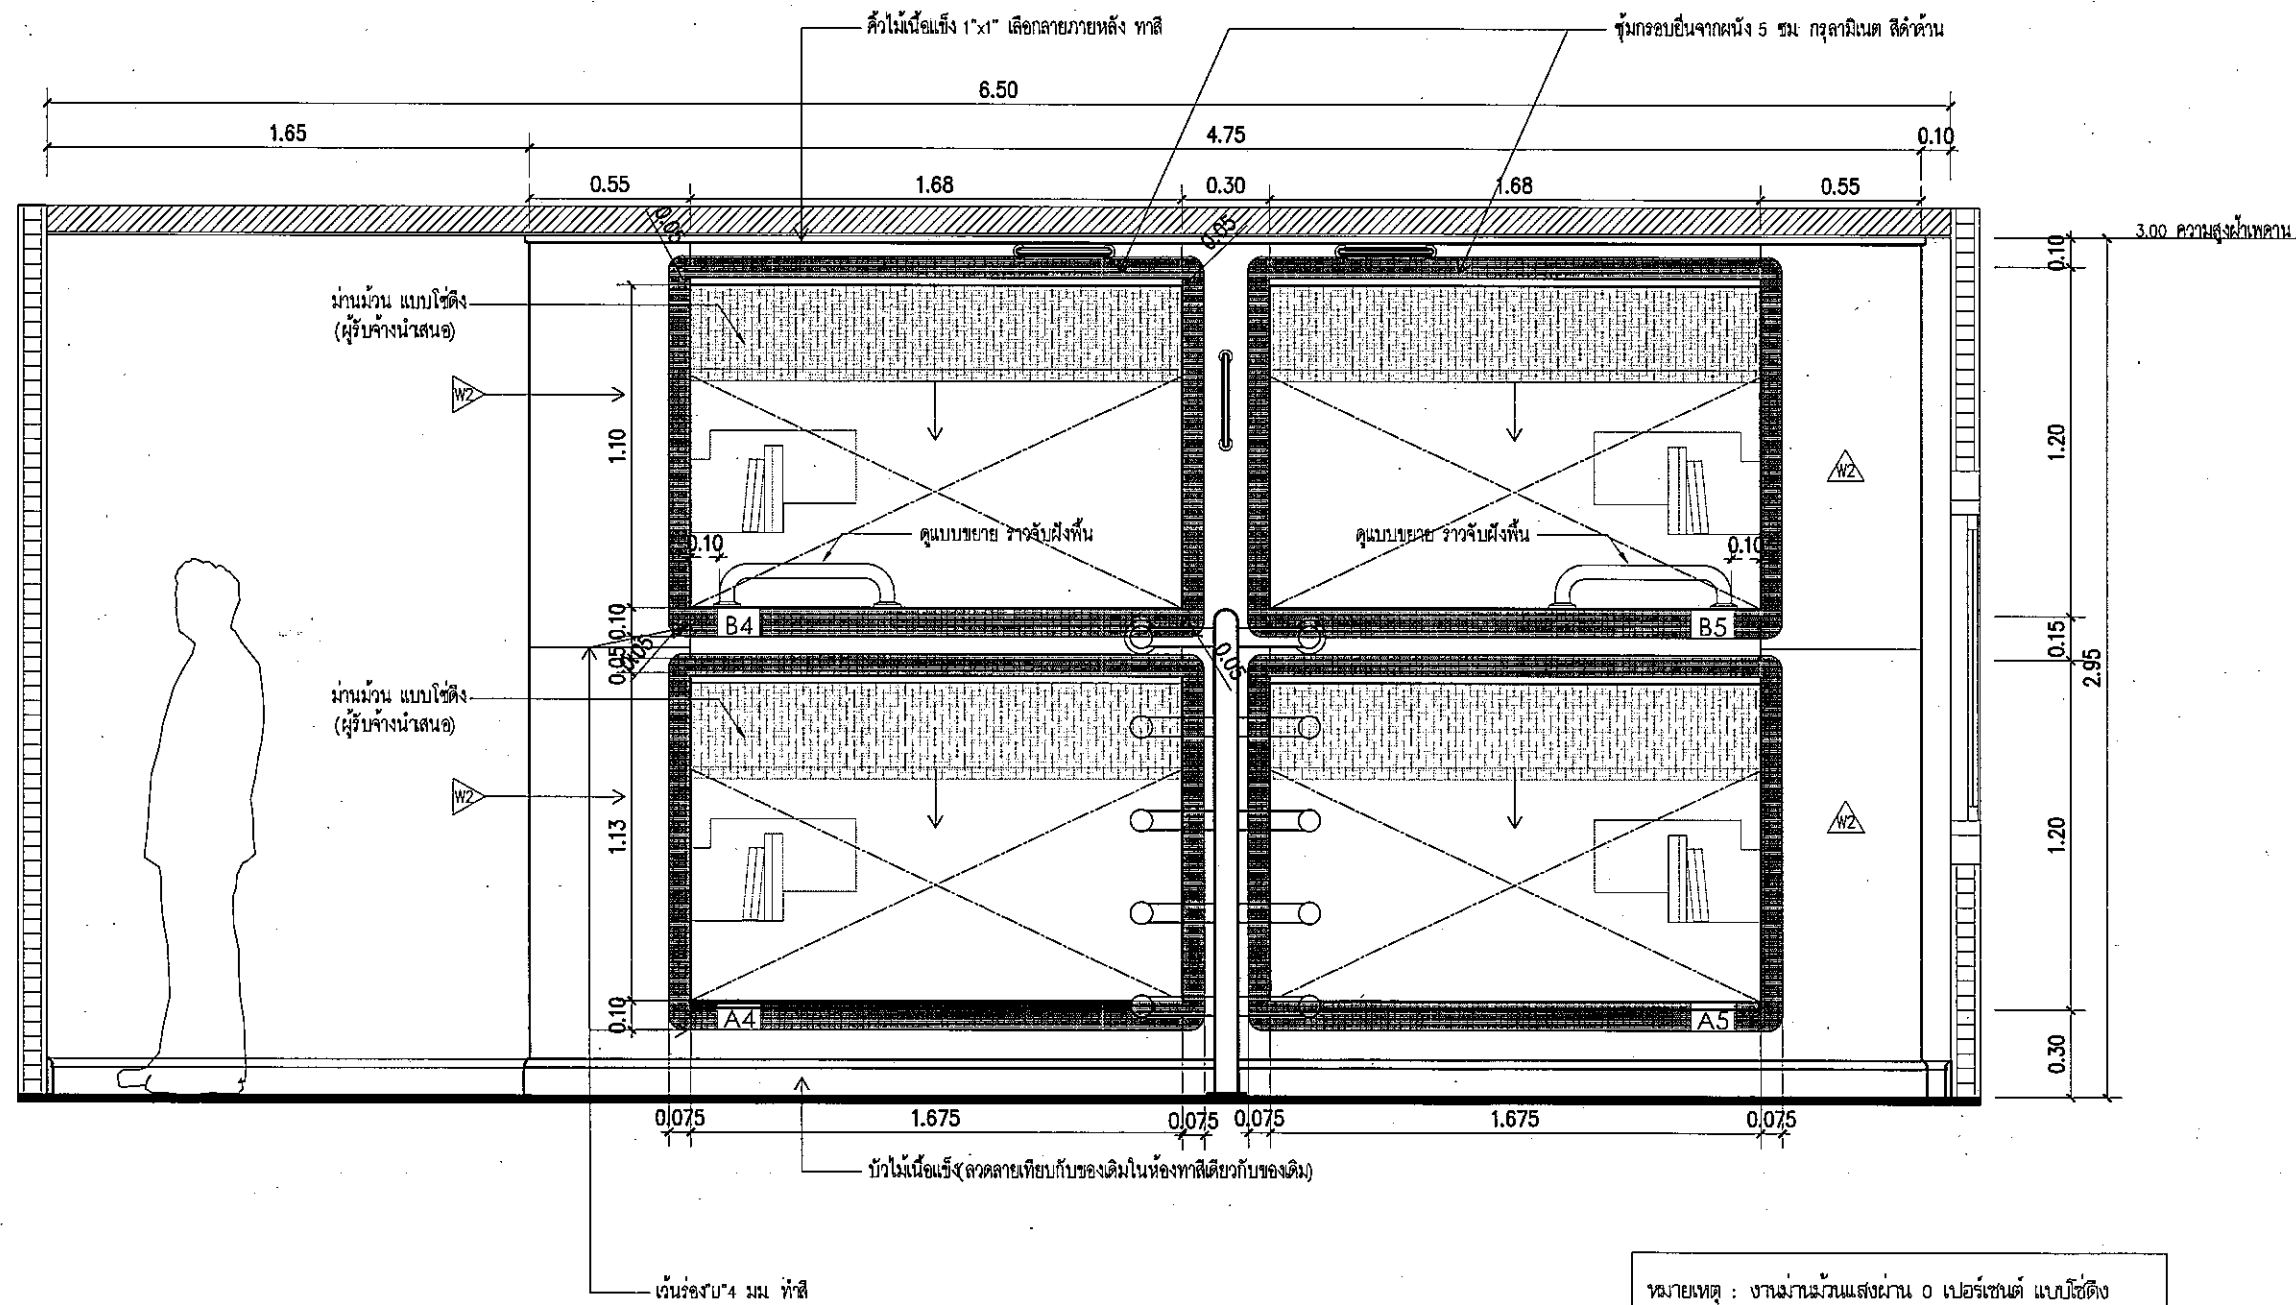 คิ้วไม้เนื้อแข็ง 1"x1" เลือกลายภายหลัง ทาสี
ซุ้มกรอบยื่นจากผนัง 5 ซม. กรุลามิเนต สีดำด้าน
6.50
1.65
4.75
0.10
0.55
1.68
0.30
1.68
0.55
0.05
0.05
3.00 ความสูงฝ้าเพดาน
0.10
ม่านม้วน แบบโซ่ดึง
(ผู้รับจ้างนำเสนอ)
W2
1.10
1.20
W2
ดูแบบขยาย ราวจับฝังพื้น
ดูแบบขยาย ราวจับฝังพื้น
0.10
0.10
0.10
B4
B5
0.15
0.05
0.05
0.05
2.95
ม่านม้วน แบบโซ่ดึง
(ผู้รับจ้างนำเสนอ)
W2
1.13
W2
1.20
0.10
A4
A5
0.30
0.075
1.675
0.075
0.075
1.675
0.075
บัวไม้เนื้อแข็ง(ลวดลายเทียบกับของเดิมในห้องทาสีเดียวกับของเดิม)
เว้นร่อง"U"4 มม. ทำสี
หมายเหตุ : งานม่านม้วนแสงผ่าน 0 เปอร์เซนต์ แบบโซ่ดึง